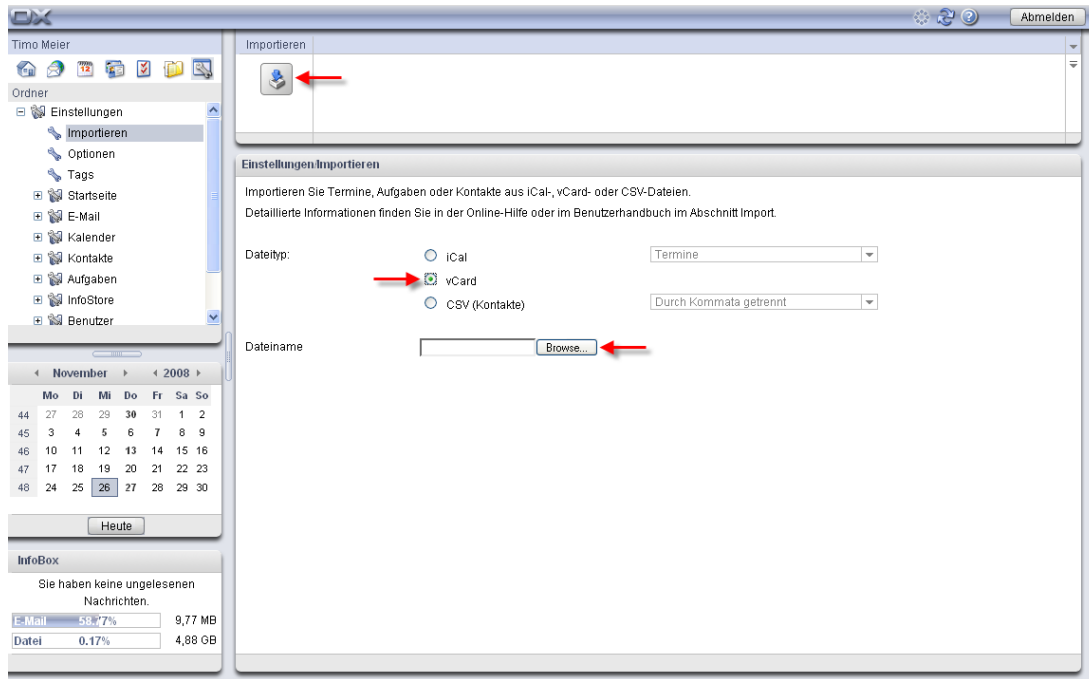 OX
Abmelden
Timo Meier
12
Ordner
Einstellungen
Importieren
Optionen
Tags
Startseite
E-Mail
Kalender
Kontakte
Aufgaben
InfoStore
Benutzer
November 2008
Mo Di Mi Do Fr Sa So
44 27 28 29 30 31 1 2
45 3 4 5 6 7 8 9
46 10 11 12 13 14 15 16
47 17 18 19 20 21 22 23
48 24 25 26 27 28 29 30
Heute
InfoBox
Sie haben keine ungelesenen
Nachrichten.
E-Mail 58.77% 9,77 MB
Datei 0.17% 4,88 GB
Importieren
Einstellungen/Importieren
Importieren Sie Termine, Aufgaben oder Kontakte aus iCal-, vCard- oder CSV-Dateien.
Detaillierte Informationen finden Sie in der Online-Hilfe oder im Benutzerhandbuch im Abschnitt Import.
Dateityp: iCal Termine
vCard
CSV (Kontakte) Durch Kommata getrennt
Dateiname Browse...